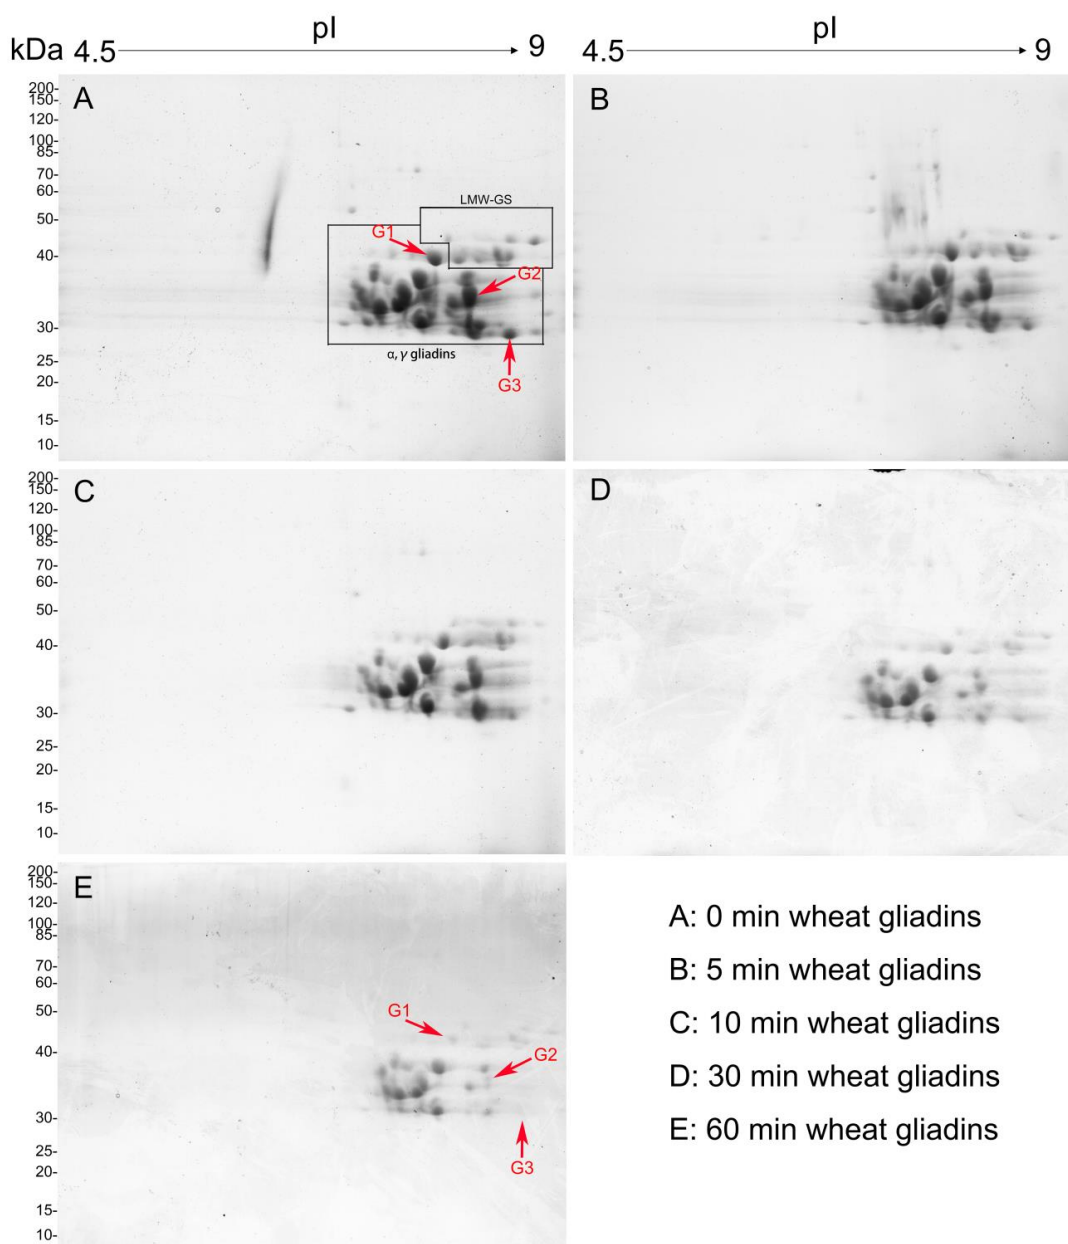 pI
pI
kDa 4.5 9
4.5 9
A
200-
150-
120-
100-
85-
70-
60-
50-
40-
30-
25-
20-
15-
10-
LMW-GS
G1
G2
α, γ gliadins
G3
B
C
200-
150-
120-
100-
85-
70-
60-
50-
40-
30-
25-
20-
15-
10-
D
E
200-
150-
120-
100-
85-
70-
60-
50-
40-
30-
25-
20-
15-
10-
G1
G2
G3
A: 0 min wheat gliadins
B: 5 min wheat gliadins
C: 10 min wheat gliadins
D: 30 min wheat gliadins
E: 60 min wheat gliadins